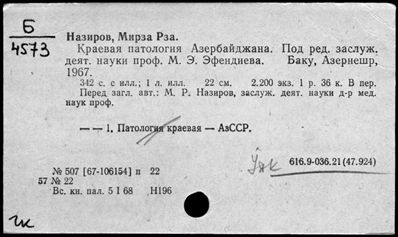 Б
4573
Назиров, Мирза Рза.
Краевая патология Азербайджана. Под ред. заслуж.
деят. науки проф. М. Э. Эфендиева. Баку, Азернешр,
1967.
342 с. с илл.; 1 л. илл. 22 см. 2.200 экз. 1 р. 36 к. В пер.
Перед загл. авт.: М. Р. Назиров, заслуж. деят. науки д-р мед.
наук проф.
— — 1. Патология краевая — АзССР.
616.9-036.21 (47.924)
№ 507 [67-106154] п 22
57 № 22
Вс. кн. пал. 5 I 68 Н196